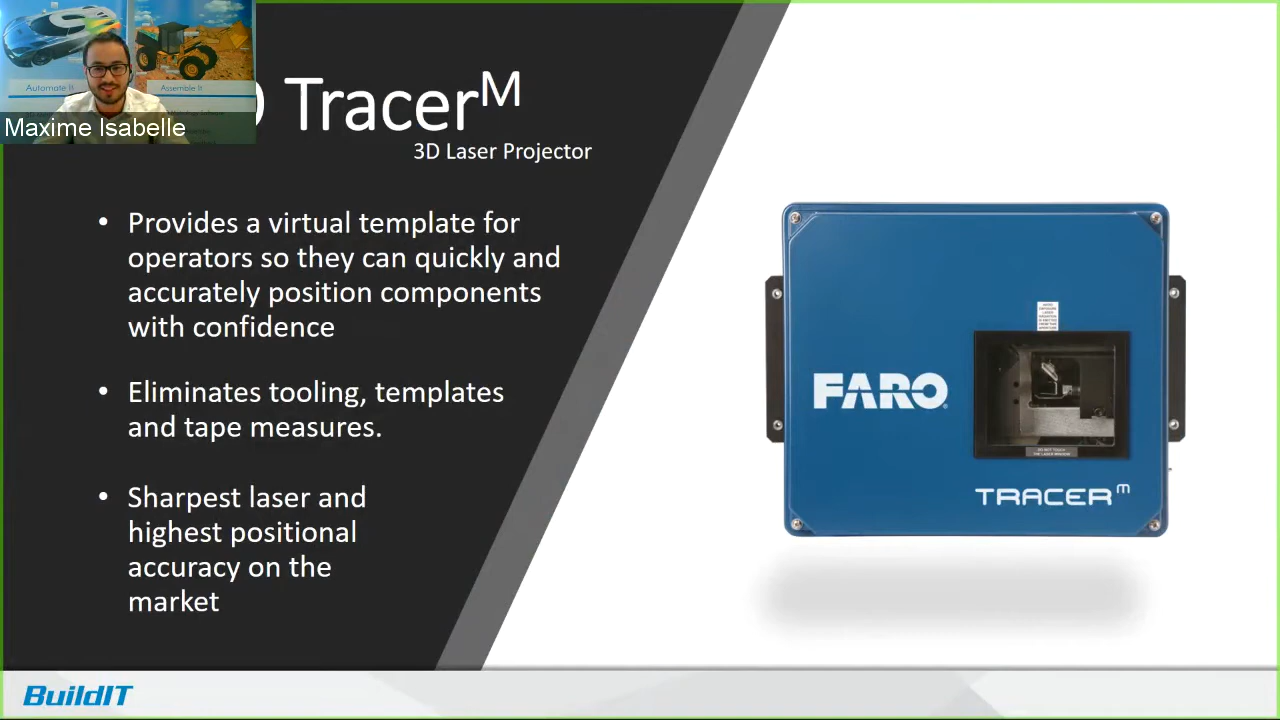 Automate It
Assemble It
Maxime Isabelle
Tracer M
3D Laser Projector
• Provides a virtual template for
operators so they can quickly and
accurately position components
with confidence
• Eliminates tooling, templates
and tape measures.
• Sharpest laser and
highest positional
accuracy on the
market
FARO
TRACER M
BuildIT